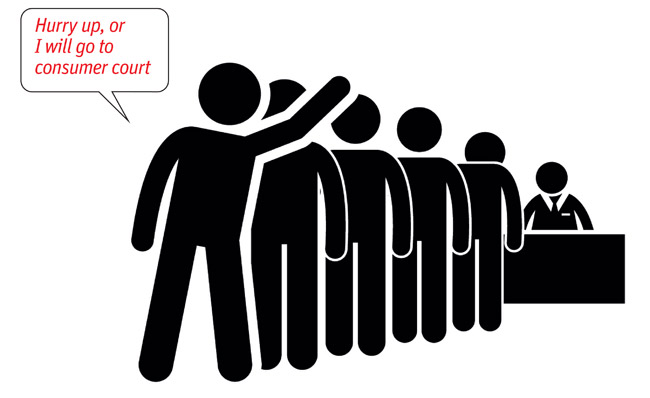 Hurry up, or
I will go to
consumer court